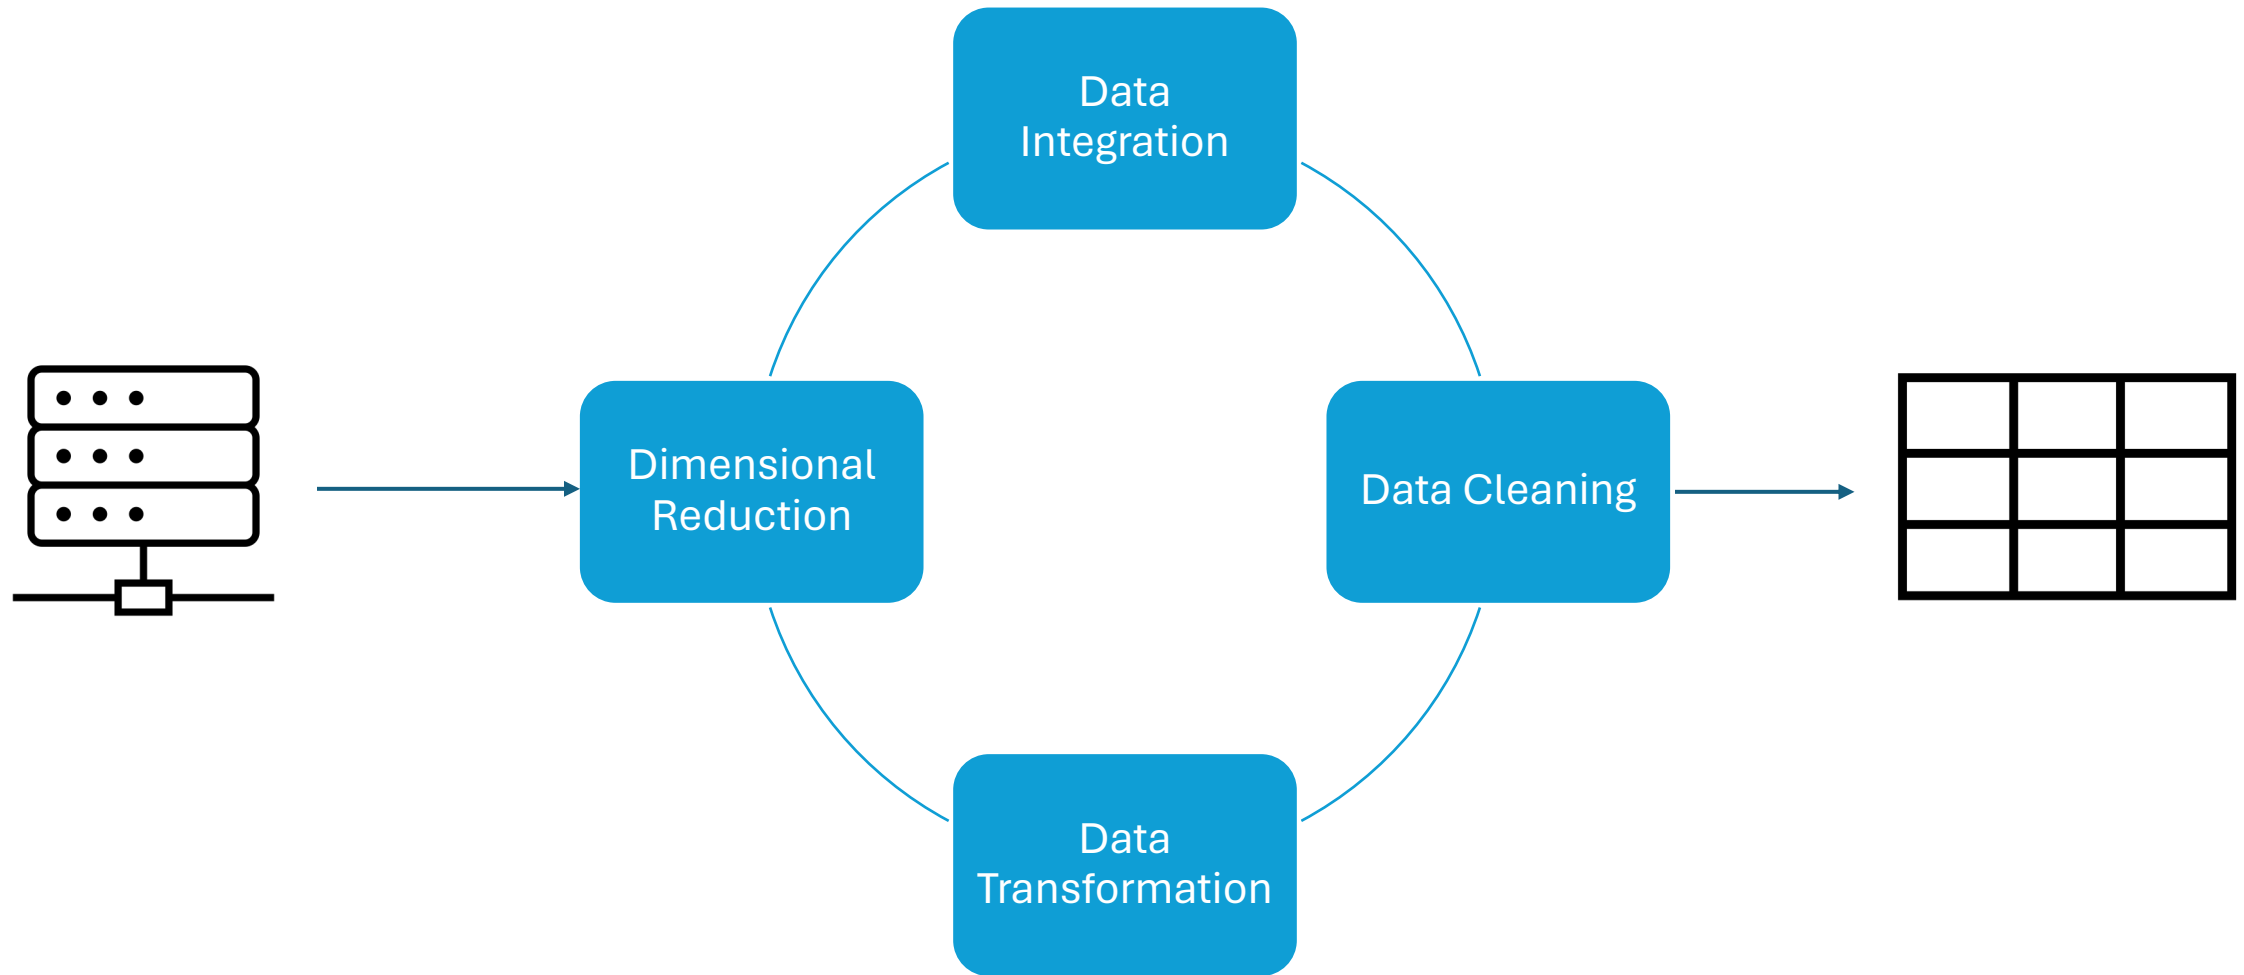 Data
Integration
Dimensional
Reduction
Data Cleaning
Data
Transformation